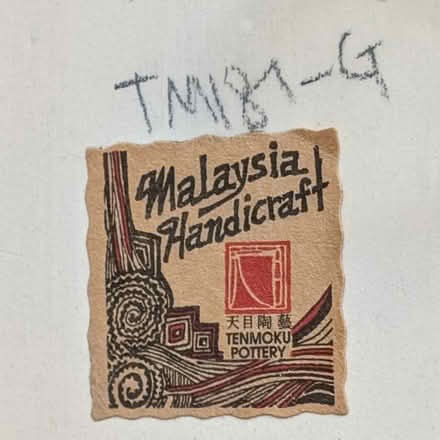 TM181-G
Malaysia
Handicraft
天目陶藝
TENMOKU
POTTERY